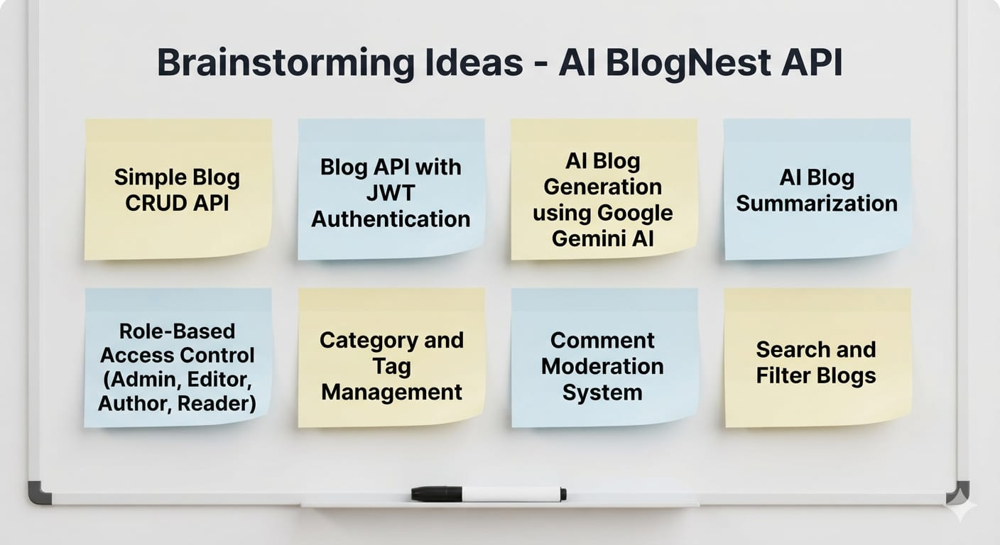 Brainstorming Ideas - AI BlogNest API
Simple Blog
CRUD API
Blog API with
JWT
Authentication
AI Blog
Generation
using Google
Gemini AI
AI Blog
Summarization
Role-Based
Access Control
(Admin, Editor,
Author, Reader)
Category and
Tag
Management
Comment
Moderation
System
Search and
Filter Blogs